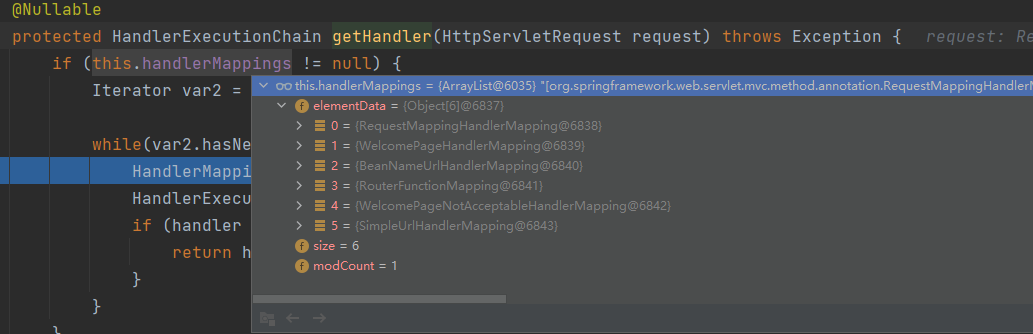 @Nullable
protected HandlerExecutionChain getHandler(HttpServletRequest request) throws Exception {   request: Re
if (this.handlerMappings != null) {
Iterator var2 =
this.handlerMappings = {ArrayList@6035} "[org.springframework.web.servlet.mvc.method.annotation.RequestMappingHandlerM
elementData = {Object[6]@6837}
0 = {RequestMappingHandlerMapping@6838}
while(var2.hasNe
1 = {WelcomePageHandlerMapping@6839}
HandlerMappi
2 = {BeanNameUrlHandlerMapping@6840}
HandlerExecu
3 = {RouterFunctionMapping@6841}
4 = {WelcomePageNotAcceptableHandlerMapping@6842}
if (handler
5 = {SimpleUrlHandlerMapping@6843}
return h
size = 6
modCount = 1
}
}
}